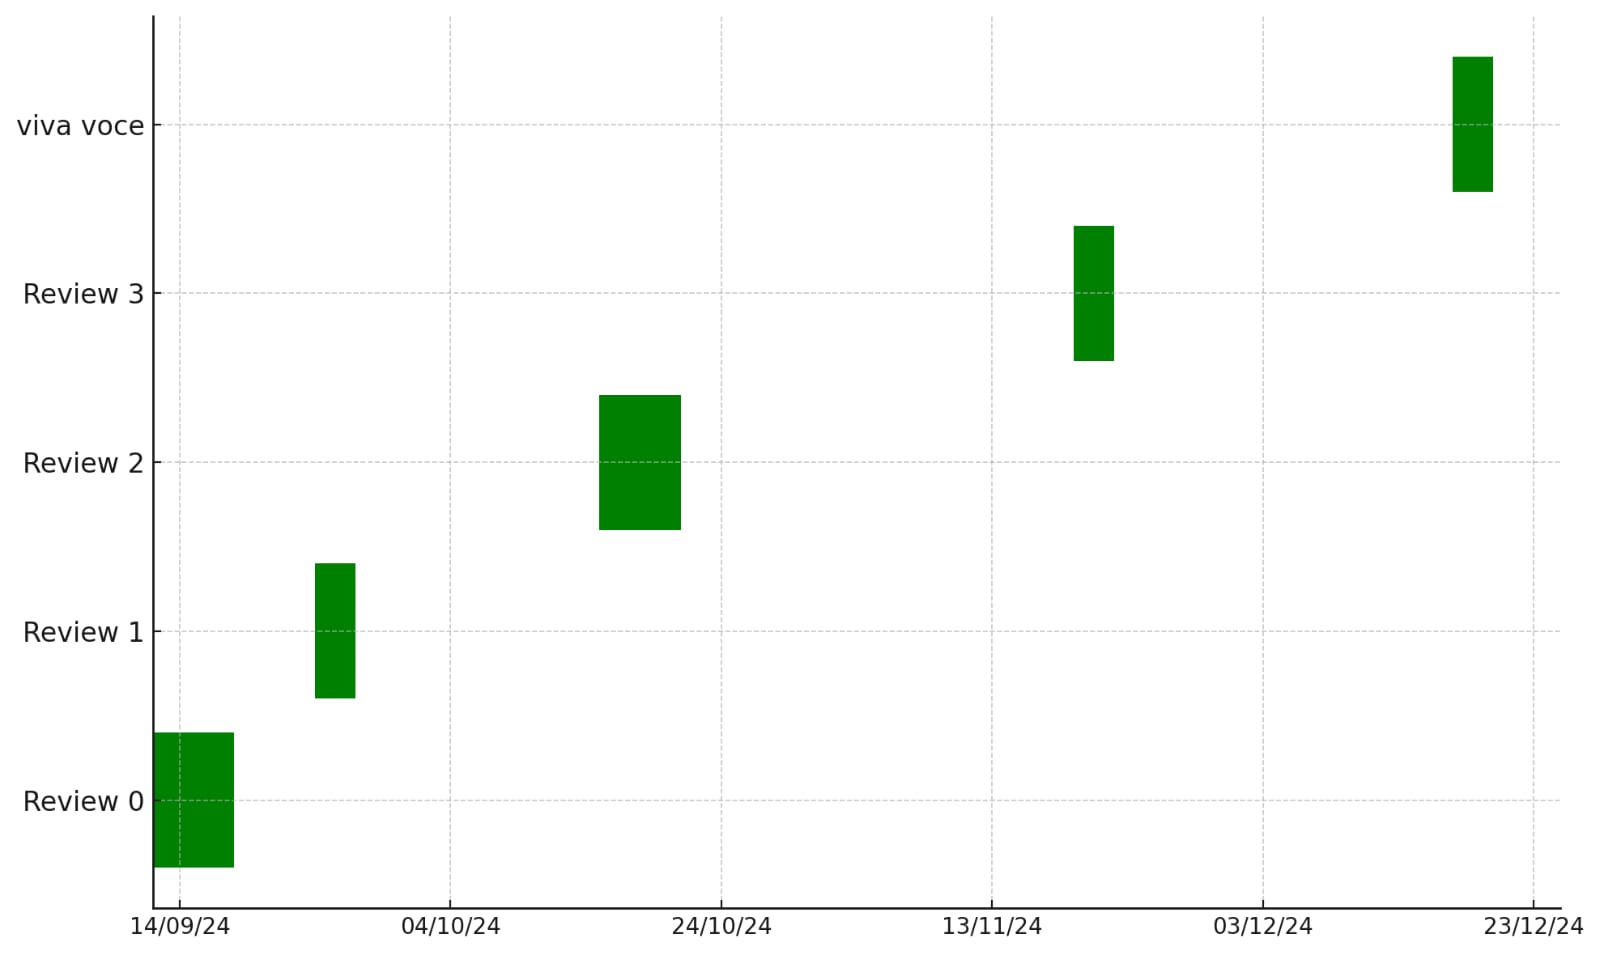 viva voce
Review 3
Review 2
Review 1
Review 0
14/09/24 04/10/24 24/10/24 13/11/24 03/12/24 23/12/24